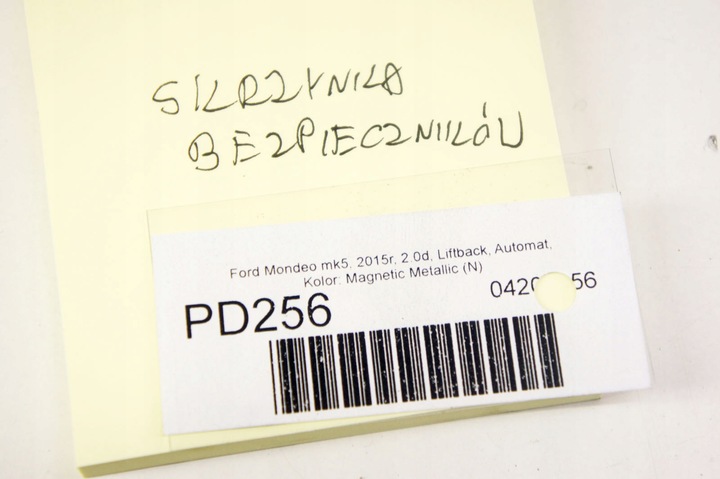 SKRZYNKA
BEZPIECZNIKÓW
Ford Mondeo mk5, 2015r, 2.0d, Liftback, Automat,
Kolor: Magnetic Metallic (N)
PD256